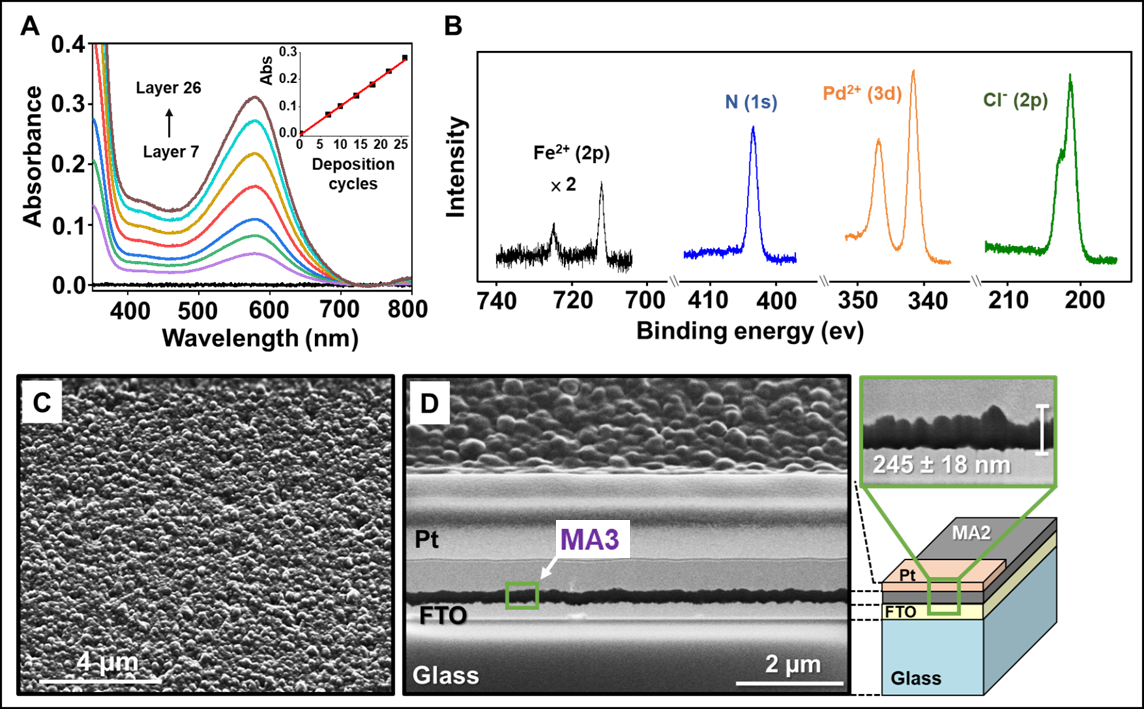 A
0.4
0.3
0.2
0.1
0.0
Absorbance
Layer 26
Layer 7
400 500 600 700 800
Wavelength (nm)
0.3
0.2
0.1
0.0
Abs
0 5 10 15 20 25
Deposition
cycles
B
Intensity
Fe²⁺ (2p)
× 2
N (1s)
Pd²⁺ (3d)
Cl⁻ (2p)
740 720 700 410 400 350 340 210 200
Binding energy (ev)
C
4 μm
D
Pt
MA3
FTO
Glass
2 μm
245 ± 18 nm
MA2
Pt
FTO
Glass